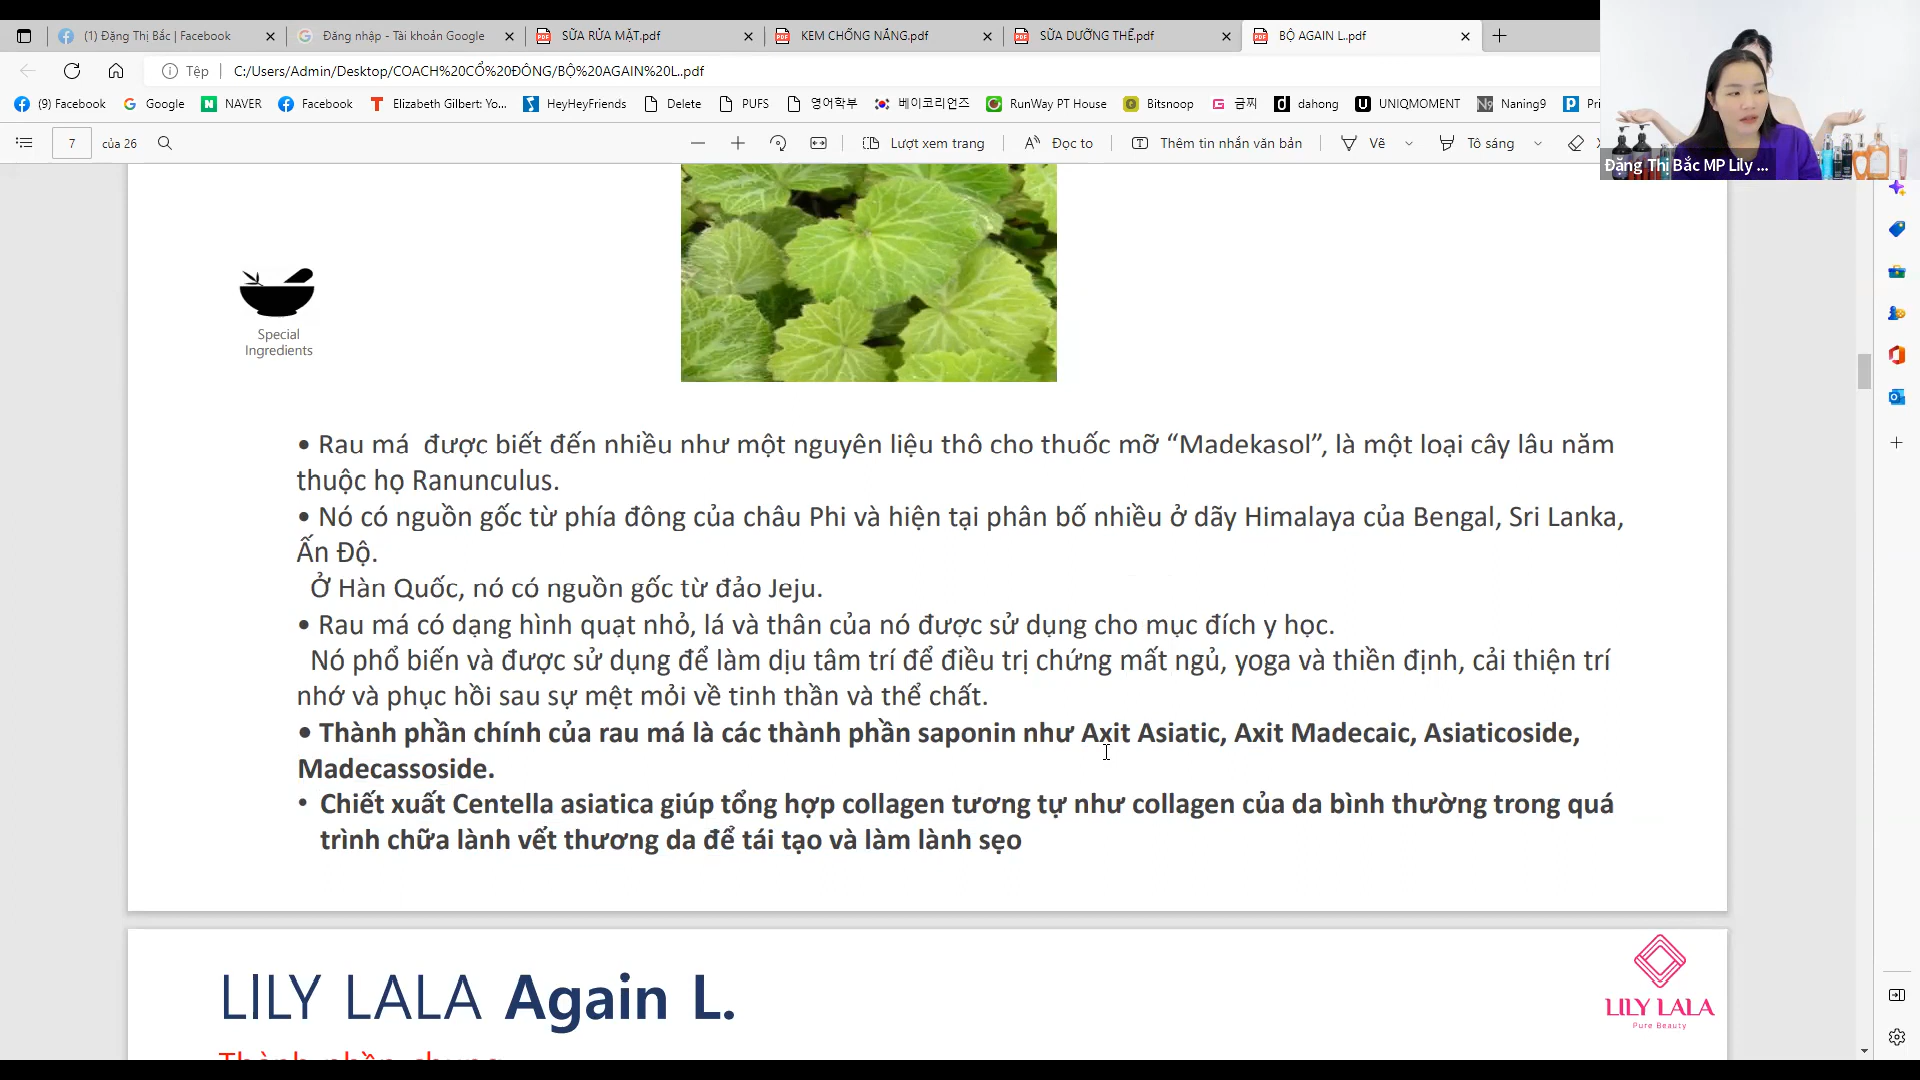 (1) Đặng Thị Bắc | Facebook
Đăng nhập - Tài khoản Google
SỮA RỬA MẶT.pdf
KEM CHỐNG NẮNG.pdf
SỮA DƯỠNG THỂ.pdf
BỘ AGAIN L..pdf
Tệp
C:/Users/Admin/Desktop/COACH%20CỔ%20ĐÔNG/BỘ%20AGAIN%20L..pdf
(9) Facebook
Google
NAVER
Facebook
Elizabeth Gilbert: Yo...
HeyHeyFriends
Delete
PUFS
영어학부
베이코리언즈
RunWay PT House
Bitsnoop
금찌
dahong
UNIQMOMENT
Naning9
Pri
7
của 26
Lượt xem trang
Đọc to
Thêm tin nhắn văn bản
Vẽ
Tô sáng
Đặng Thị Bắc MP Lily ...
Special
Ingredients
• Rau má được biết đến nhiều như một nguyên liệu thô cho thuốc mỡ “Madekasol”, là một loại cây lâu năm
thuộc họ Ranunculus.
• Nó có nguồn gốc từ phía đông của châu Phi và hiện tại phân bố nhiều ở dãy Himalaya của Bengal, Sri Lanka,
Ấn Độ.
Ở Hàn Quốc, nó có nguồn gốc từ đảo Jeju.
• Rau má có dạng hình quạt nhỏ, lá và thân của nó được sử dụng cho mục đích y học.
Nó phổ biến và được sử dụng để làm dịu tâm trí để điều trị chứng mất ngủ, yoga và thiền định, cải thiện trí
nhớ và phục hồi sau sự mệt mỏi về tinh thần và thể chất.
• Thành phần chính của rau má là các thành phần saponin như Axit Asiatic, Axit Madecaic, Asiaticoside,
Madecassoside.
• Chiết xuất Centella asiatica giúp tổng hợp collagen tương tự như collagen của da bình thường trong quá
trình chữa lành vết thương da để tái tạo và làm lành sẹo
LILY LALA Again L.
LILY LALA
Pure Beauty
Thành phần chung